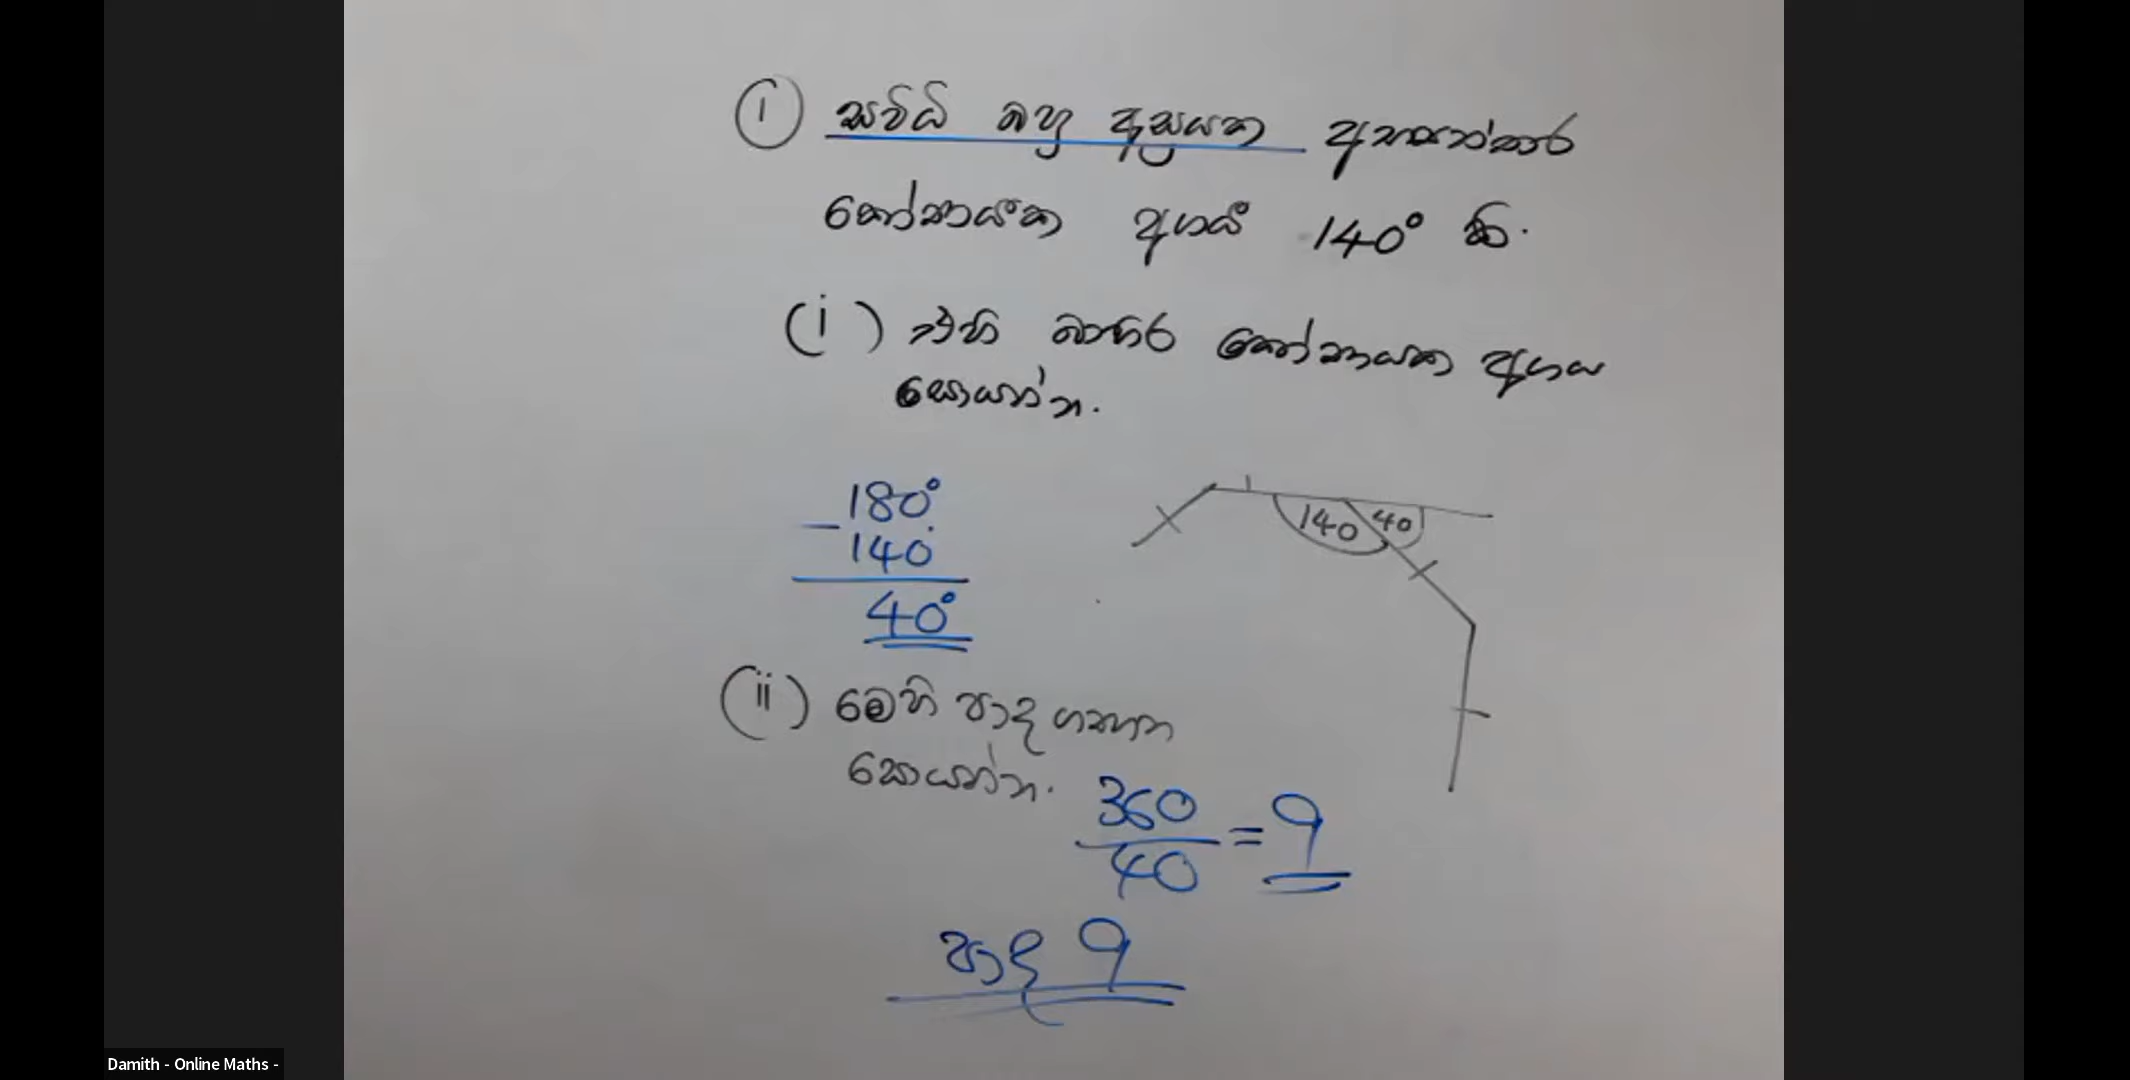 ① සවිධි බහු අස්‍රයක අභ්‍යන්තර
කෝණයක අගය 140° කි.
(i) එහි බාහිර කෝණයක අගය
සොයන්න.
180°
- 140
40°
140 40
(ii) මෙහි පාද ගණන
සොයන්න.
360/40 = 9
පාද 9
Damith - Online Maths -